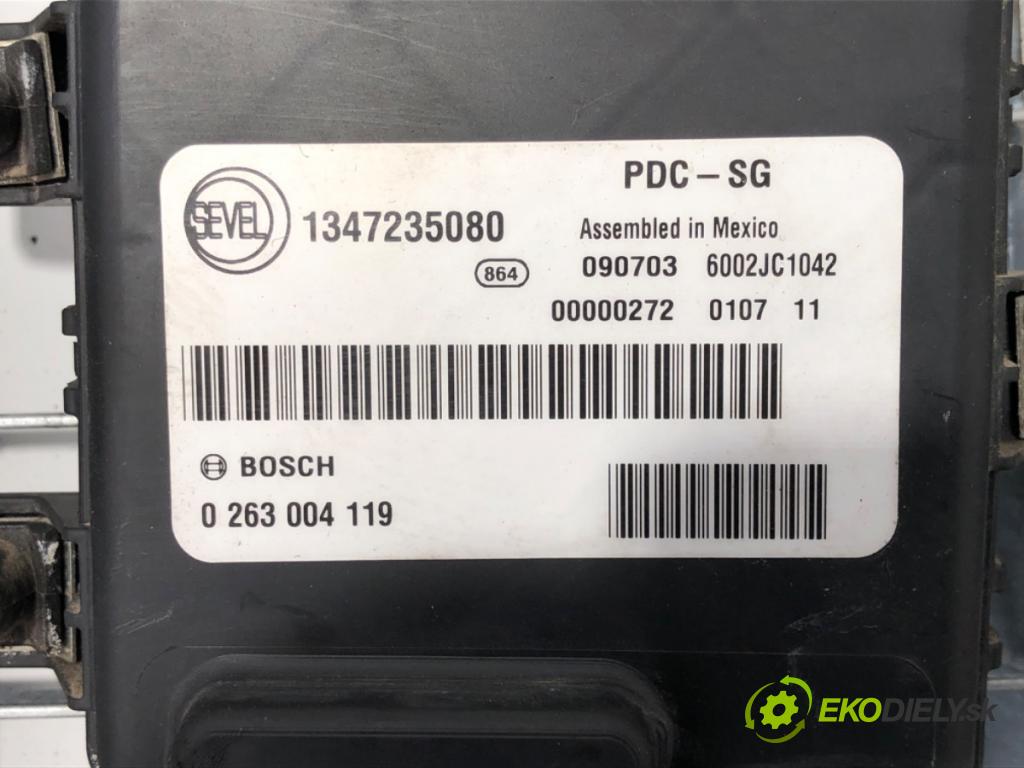 SEVEL 1347235080
PDC – SG
Assembled in Mexico
864 090703 6002JC1042
00000272 0107 11
BOSCH
0 263 004 119
EKODIELY.sk